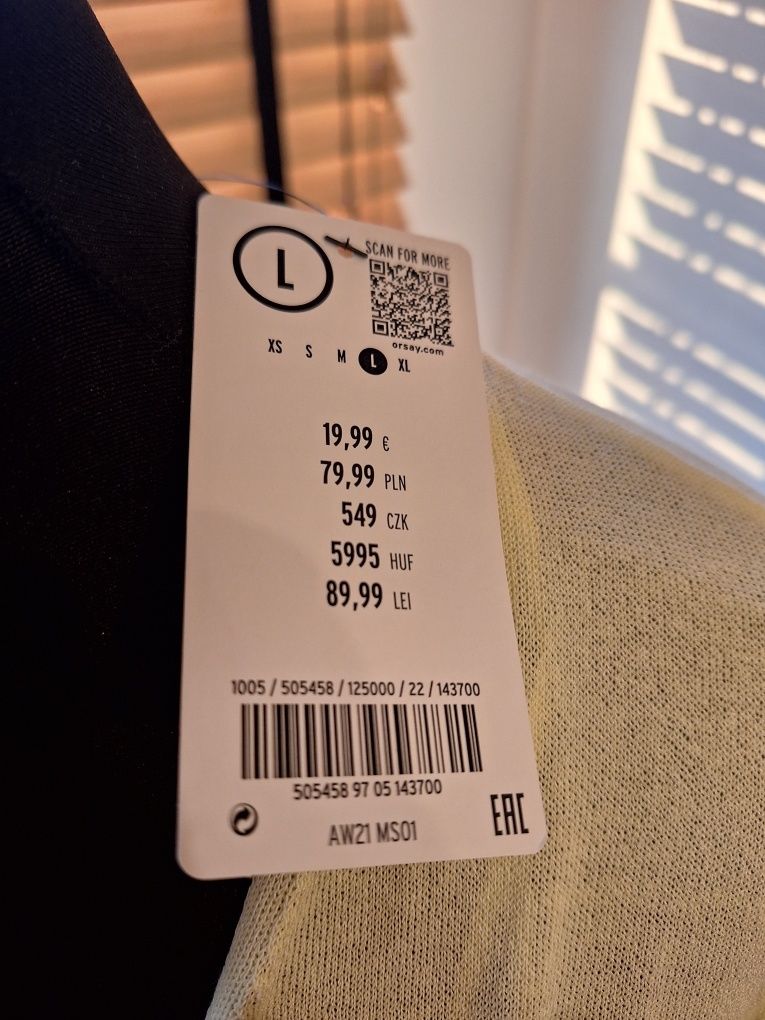 L
SCAN FOR MORE
orsay.com
XS S M L XL
19,99 €
79,99 PLN
549 CZK
5995 HUF
89,99 LEI
1005 / 505458 / 125000 / 22 / 143700
505458 97 05 143700
AW21 MS01
EAC